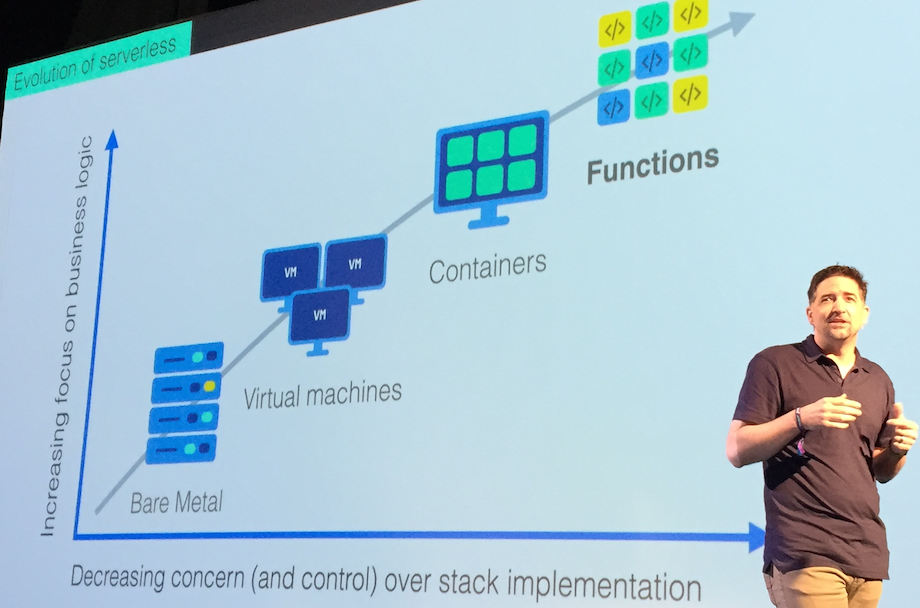 Evolution of serverless
Increasing focus on business logic
</>
</>
</>
</>
</>
</>
</>
</>
</>
Functions
Containers
VM
VM
VM
Virtual machines
Bare Metal
Decreasing concern (and control) over stack implementation